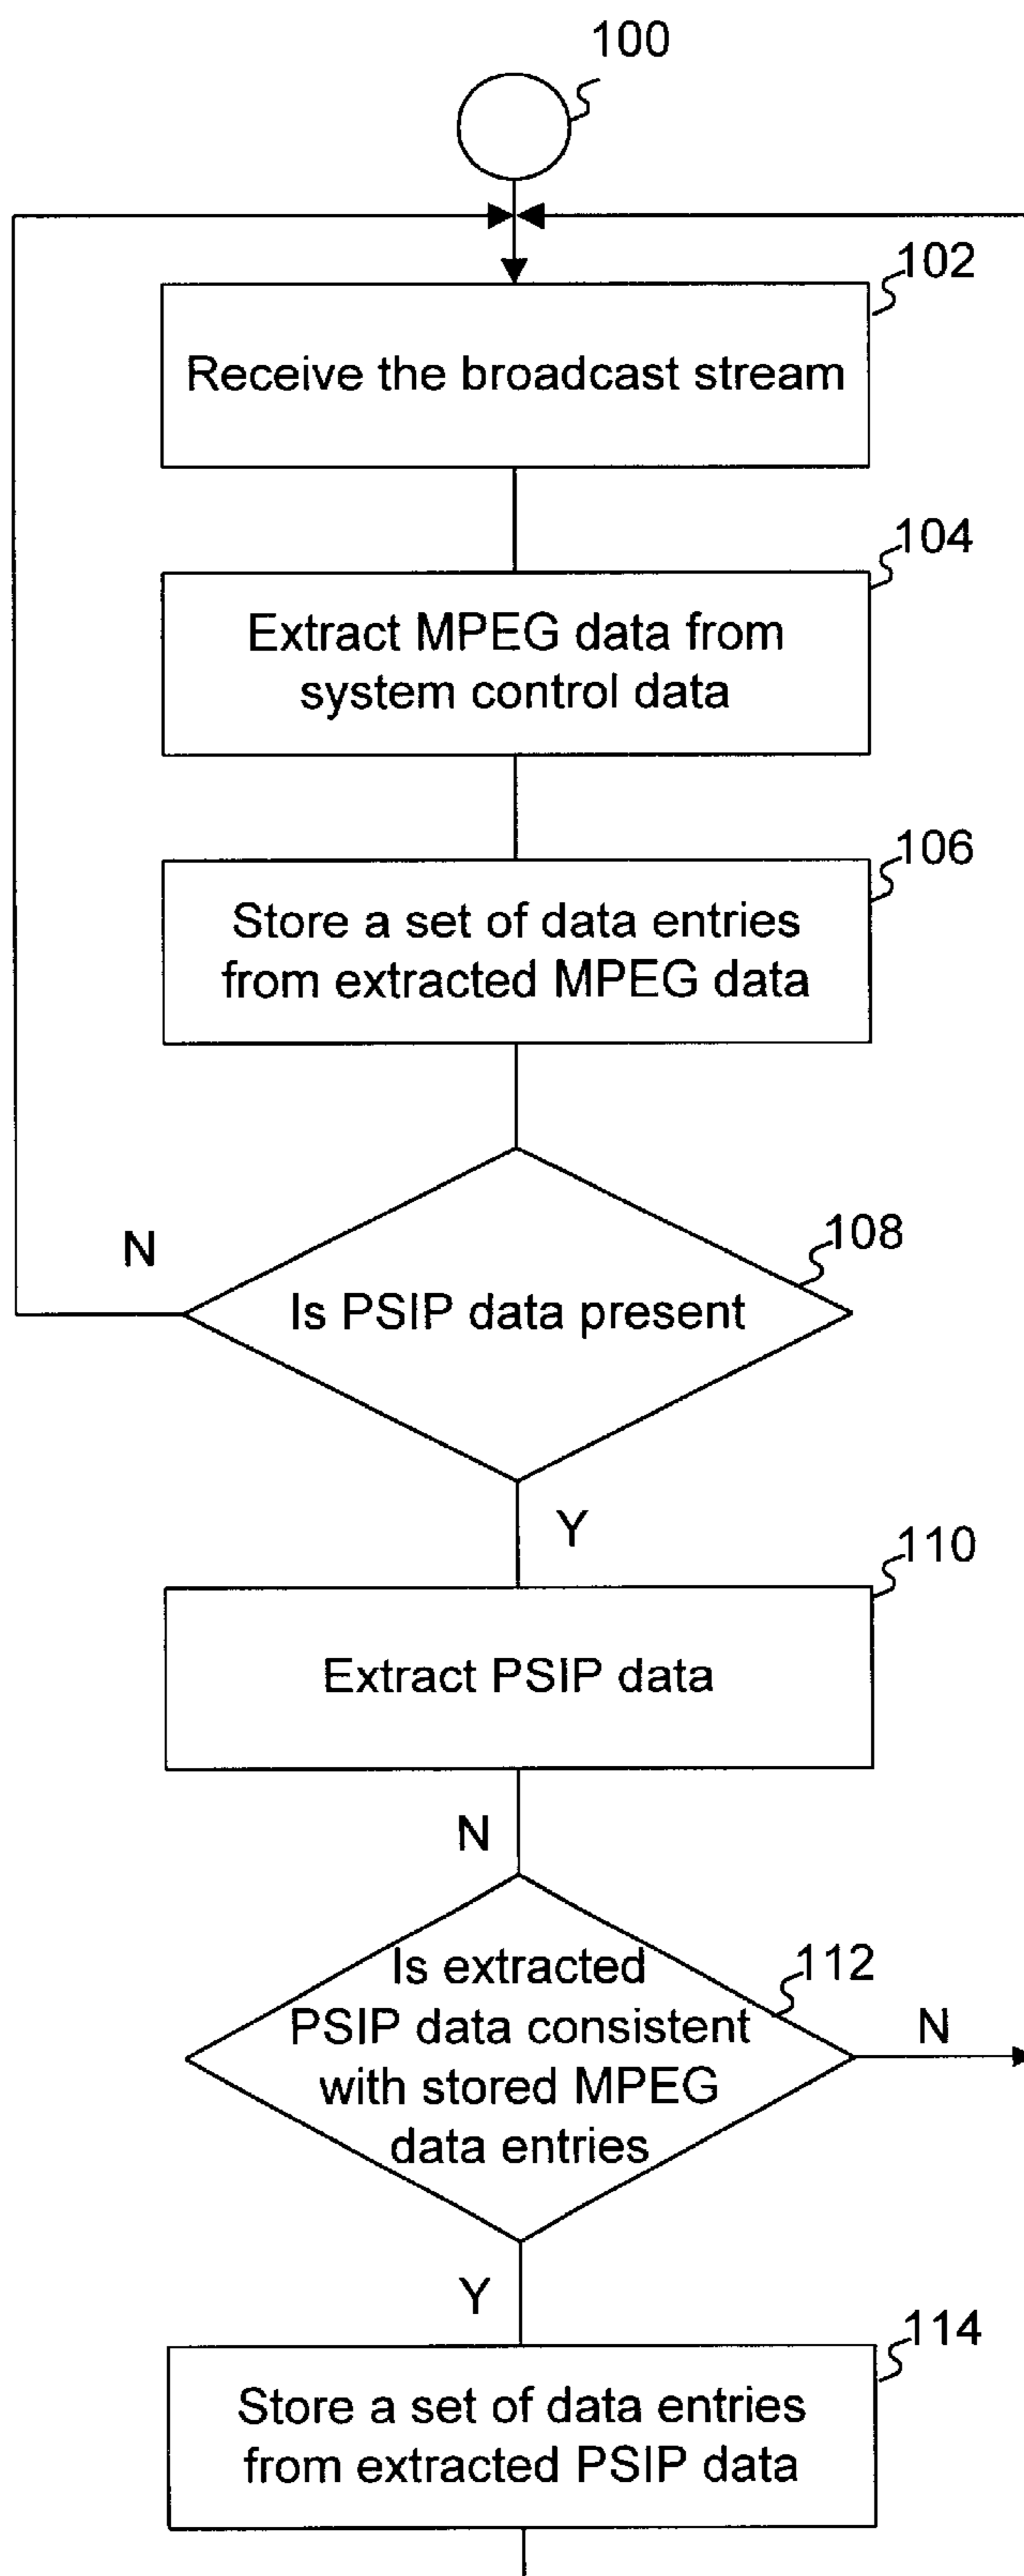 100
102
Receive the broadcast stream
104
Extract MPEG data from
system control data
106
Store a set of data entries
from extracted MPEG data
108
N
Is PSIP data present
Y
110
Extract PSIP data
N
112
Is extracted
PSIP data consistent
with stored MPEG
data entries
N
Y
114
Store a set of data entries
from extracted PSIP data